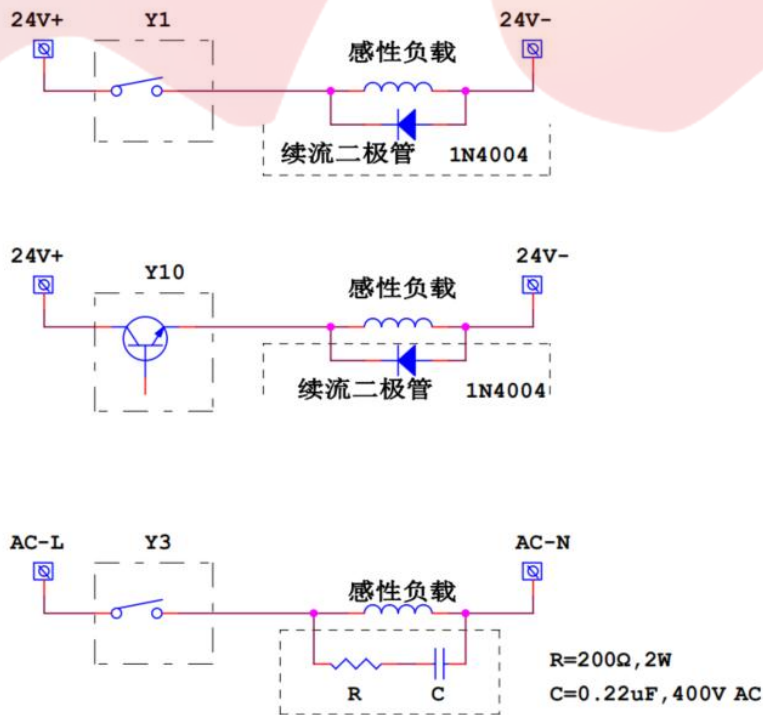 24V+ Y1 24V-
感性负载
续流二极管 1N4004
24V+ Y10 24V-
感性负载
续流二极管 1N4004
AC-L Y3 AC-N
感性负载
R=200Ω,2W
R C C=0.22uF,400V AC